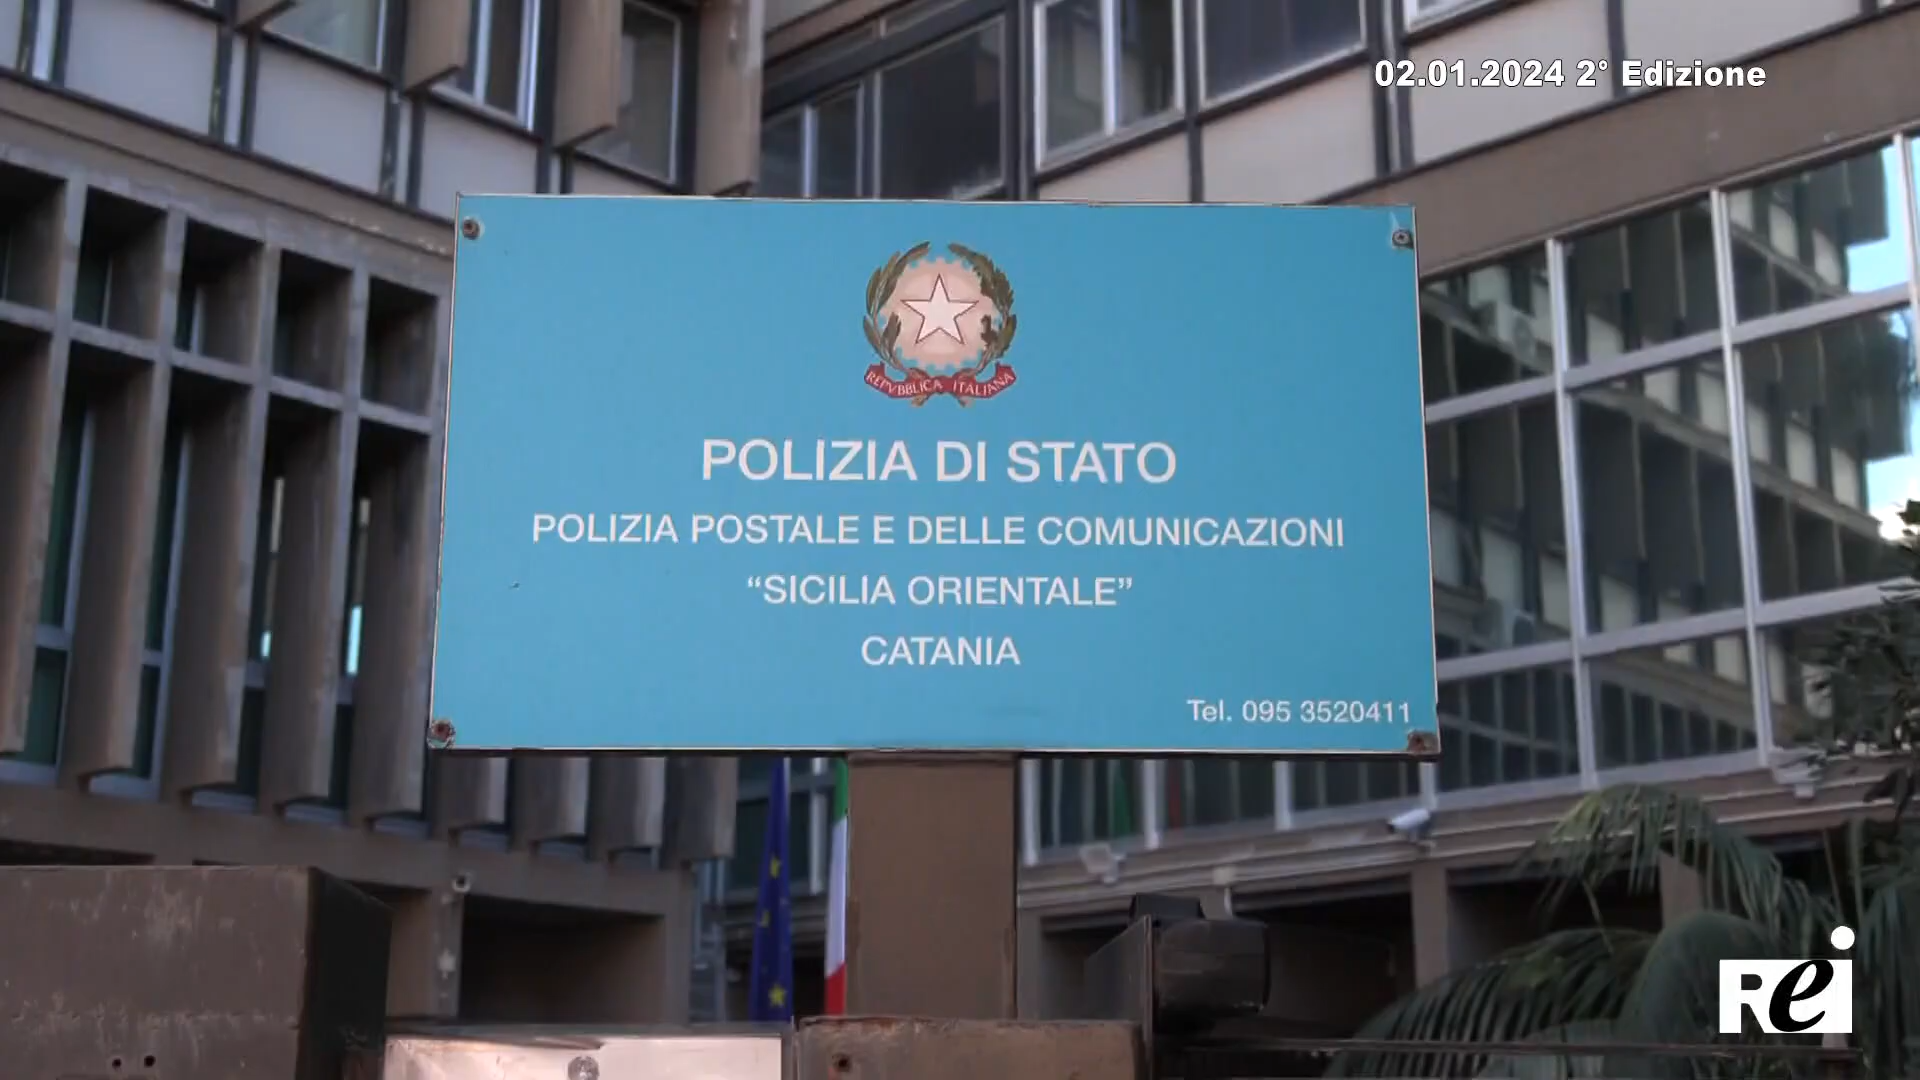 02.01.2024 2° Edizione
REPVBBLICA ITALIANA
POLIZIA DI STATO
POLIZIA POSTALE E DELLE COMUNICAZIONI
“SICILIA ORIENTALE”
CATANIA
Tel. 095 3520411
Rei